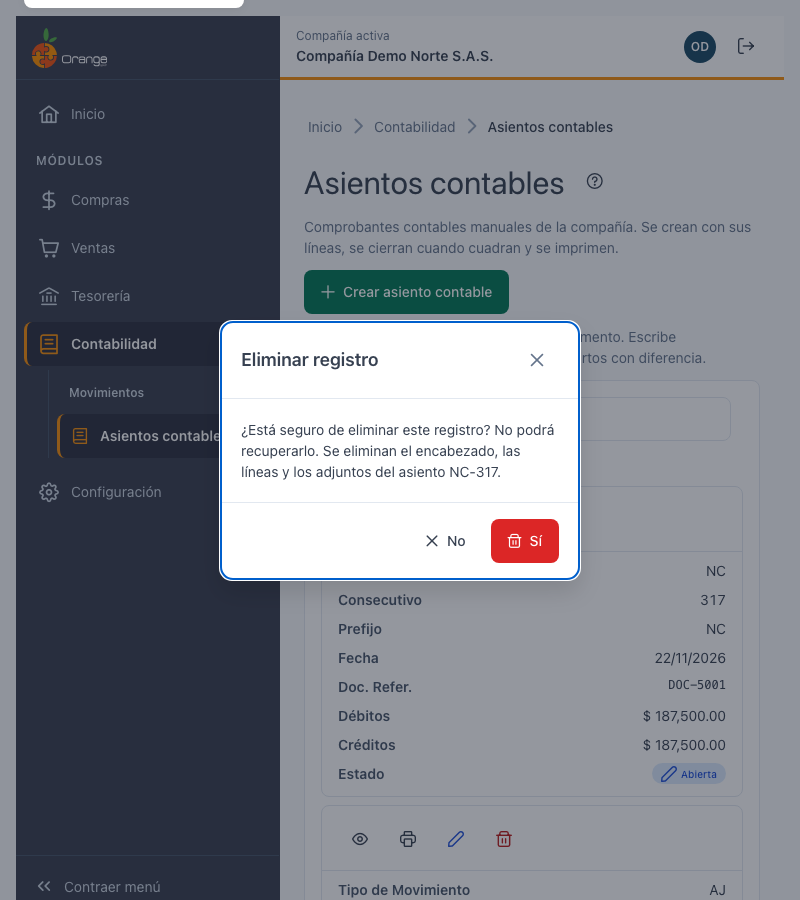 Orange
Compañía activa
Compañía Demo Norte S.A.S.
OD
Inicio
MÓDULOS
Compras
Ventas
Tesorería
Contabilidad
Movimientos
Asientos contable
Configuración
Contraer menú
Inicio
Contabilidad
Asientos contables
Asientos contables
Comprobantes contables manuales de la compañía. Se crean con sus
líneas, se cierran cuando cuadran y se imprimen.
Crear asiento contable
mento. Escribe
rtos con diferencia.
Eliminar registro
¿Está seguro de eliminar este registro? No podrá
recuperarlo. Se eliminan el encabezado, las
líneas y los adjuntos del asiento NC-317.
No
Sí
NC
Consecutivo 317
Prefijo NC
Fecha 22/11/2026
Doc. Refer. DOC-5001
Débitos $ 187,500.00
Créditos $ 187,500.00
Estado Abierta
Tipo de Movimiento AJ